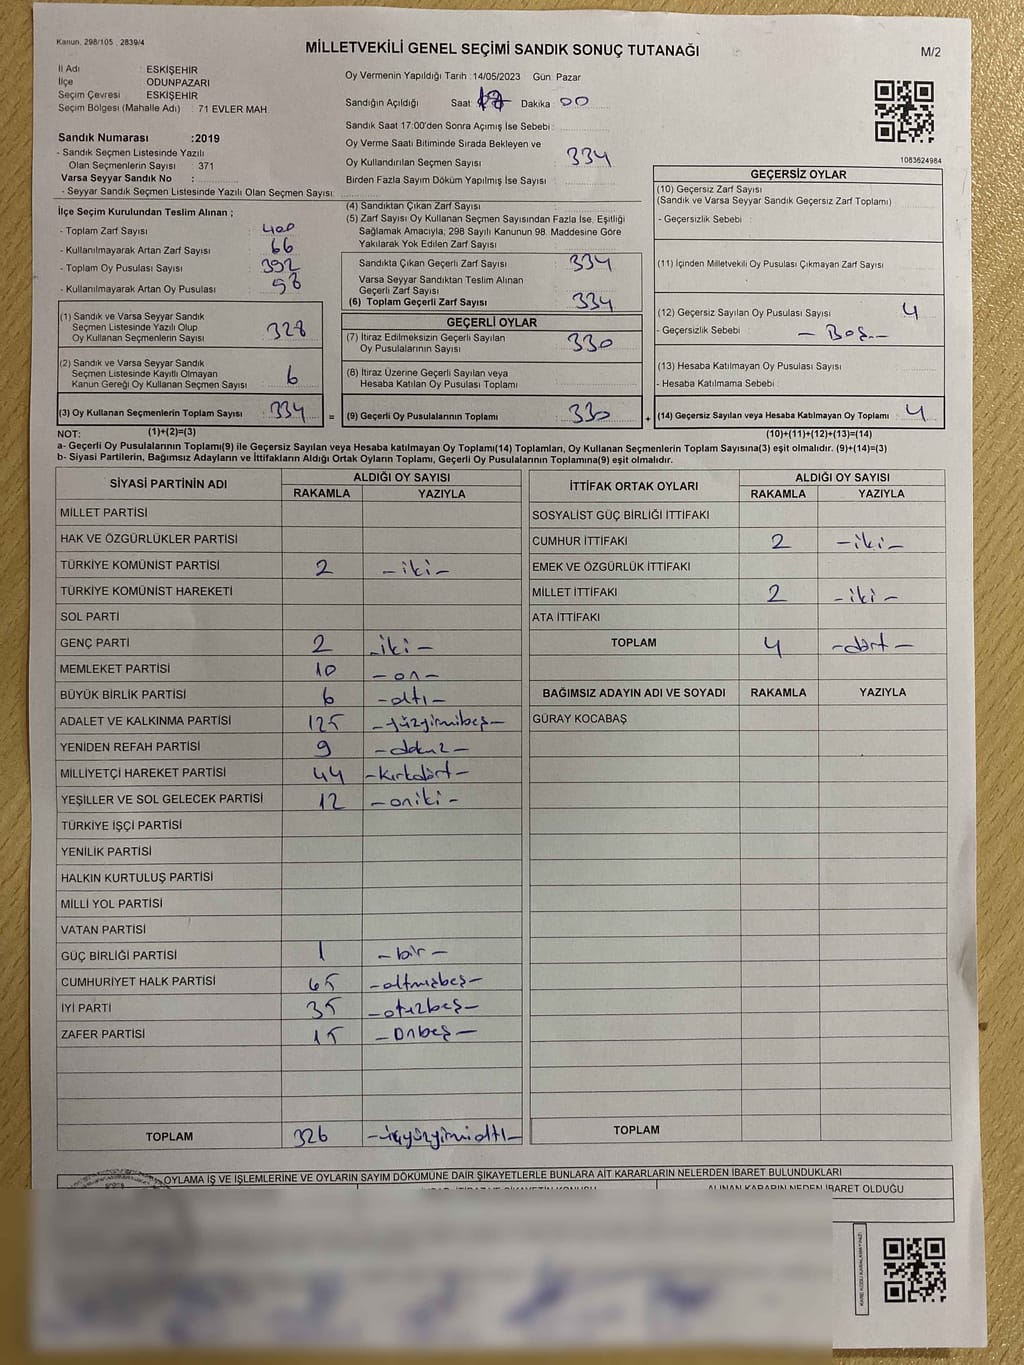 Kanun, 298/105 , 2839/4
MİLLETVEKİLİ GENEL SEÇİMİ SANDIK SONUÇ TUTANAĞI
M/2
İl Adı : ESKİŞEHİR
İlçe ODUNPAZARI
Seçim Çevresi : ESKİŞEHİR
Seçim Bölgesi (Mahalle Adı) : 71 EVLER MAH.
Sandık Numarası :2019
- Sandık Seçmen Listesinde Yazılı
Olan Seçmenlerin Sayısı : 371
Varsa Seyyar Sandık No :
- Seyyar Sandık Seçmen Listesinde Yazılı Olan Seçmen Sayısı:
Oy Vermenin Yapıldığı Tarih :14/05/2023 Gün: Pazar
Sandığın Açıldığı Saat: 17 Dakika 00
Sandık Saat 17:00'den Sonra Açımış İse Sebebi :
Oy Verme Saati Bitiminde Sırada Bekleyen ve
Oy Kullandırılan Seçmen Sayısı : 334
Birden Fazla Sayım Döküm Yapılmış İse Sayısı :
1083624984
İlçe Seçim Kurulundan Teslim Alınan ;
- Toplam Zarf Sayısı : 400
- Kullanılmayarak Artan Zarf Sayısı : 66
- Toplam Oy Pusulası Sayısı : 392
- Kullanılmayarak Artan Oy Pusulası : 58
(1) Sandık ve Varsa Seyyar Sandık
Seçmen Listesinde Yazılı Olup
Oy Kullanan Seçmenlerin Sayısı : 328
(2) Sandık ve Varsa Seyyar Sandık
Seçmen Listesinde Kayıtlı Olmayan
Kanun Gereği Oy Kullanan Seçmen Sayısı : 6
(3) Oy Kullanan Seçmenlerin Toplam Sayısı : 334 =
(1)+(2)=(3)
(4) Sandıktan Çıkan Zarf Sayısı :
(5) Zarf Sayısı Oy Kullanan Seçmen Sayısından Fazla İse, Eşitliği
Sağlamak Amacıyla; 298 Sayılı Kanunun 98. Maddesine Göre
Yakılarak Yok Edilen Zarf Sayısı :
Sandıkta Çıkan Geçerli Zarf Sayısı : 334
Varsa Seyyar Sandıktan Teslim Alınan
Geçerli Zarf Sayısı :
(6) Toplam Geçerli Zarf Sayısı : 334
GEÇERLİ OYLAR
(7) İtiraz Edilmeksizin Geçerli Sayılan
Oy Pusulalarının Sayısı : 330
(8) İtiraz Üzerine Geçerli Sayılan veya
Hesaba Katılan Oy Pusulası Toplamı :
(9) Geçerli Oy Pusulalarının Toplamı : 330 +
GEÇERSİZ OYLAR
(10) Geçersiz Zarf Sayısı :
(Sandık ve Varsa Seyyar Sandık Geçersiz Zarf Toplamı)
- Geçersizlik Sebebi :
(11) İçinden Milletvekili Oy Pusulası Çıkmayan Zarf Sayısı :
(12) Geçersiz Sayılan Oy Pusulası Sayısı : 4
- Geçersizlik Sebebi : - Boş -
(13) Hesaba Katılmayan Oy Pusulası Sayısı :
- Hesaba Katılmama Sebebi :
(14) Geçersiz Sayılan veya Hesaba Katılmayan Oy Toplamı : 4
(10)+(11)+(12)+(13)=(14)
NOT:
a- Geçerli Oy Pusulalarının Toplamı(9) ile Geçersiz Sayılan veya Hesaba katılmayan Oy Toplamı(14) Toplamları, Oy Kullanan Seçmenlerin Toplam Sayısına(3) eşit olmalıdır. (9)+(14)=(3)
b- Siyasi Partilerin, Bağımsız Adayların ve İttifakların Aldığı Ortak Oyların Toplamı, Geçerli Oy Pusulalarının Toplamına(9) eşit olmalıdır.
SİYASİ PARTİNİN ADI ALDIĞI OY SAYISI
RAKAMLA YAZIYLA
MİLLET PARTİSİ
HAK VE ÖZGÜRLÜKLER PARTİSİ
TÜRKİYE KOMÜNİST PARTİSİ 2 -iki-
TÜRKİYE KOMÜNİST HAREKETİ
SOL PARTİ
GENÇ PARTİ 2 -iki-
MEMLEKET PARTİSİ 10 -on-
BÜYÜK BİRLİK PARTİSİ 6 -altı-
ADALET VE KALKINMA PARTİSİ 125 -yüzyirmibeş-
YENİDEN REFAH PARTİSİ 9 -dokuz-
MİLLİYETÇİ HAREKET PARTİSİ 44 -kırkdört-
YEŞİLLER VE SOL GELECEK PARTİSİ 12 -oniki-
TÜRKİYE İŞÇİ PARTİSİ
YENİLİK PARTİSİ
HALKIN KURTULUŞ PARTİSİ
MİLLİ YOL PARTİSİ
VATAN PARTİSİ
GÜÇ BİRLİĞİ PARTİSİ 1 -bir-
CUMHURİYET HALK PARTİSİ 65 -altmışbeş-
İYİ PARTİ 35 -otuzbeş-
ZAFER PARTİSİ 15 -Onbeş-
TOPLAM 326 -üçyüzyirmialtı-
İTTİFAK ORTAK OYLARI ALDIĞI OY SAYISI
RAKAMLA YAZIYLA
SOSYALİST GÜÇ BİRLİĞİ İTTİFAKI
CUMHUR İTTİFAKI 2 -iki-
EMEK VE ÖZGÜRLÜK İTTİFAKI
MİLLET İTTİFAKI 2 -iki-
ATA İTTİFAKI
TOPLAM 4 -dört-
BAĞIMSIZ ADAYIN ADI VE SOYADI RAKAMLA YAZIYLA
GÜRAY KOCABAŞ
TOPLAM
OYLAMA İŞ VE İŞLEMLERİNE VE OYLARIN SAYIM DÖKÜMÜNE DAİR ŞİKAYETLERLE BUNLARA AİT KARARLARIN NELERDEN İBARET BULUNDUKLARI
ALINAN KARARIN NEDEN İBARET OLDUĞU